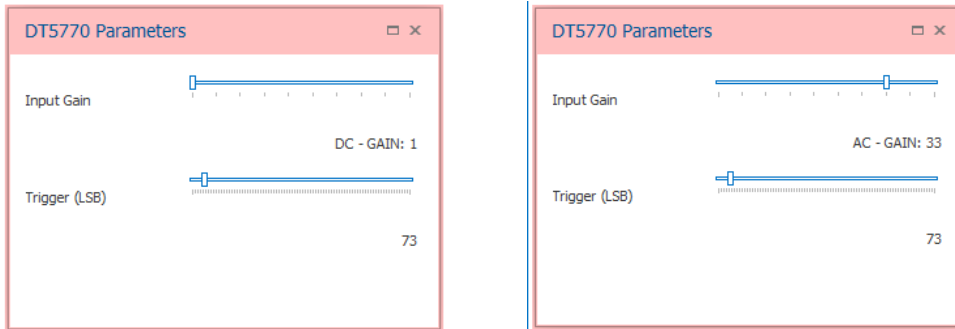 DT5770 Parameters
Input Gain
DC - GAIN: 1
Trigger (LSB)
73
DT5770 Parameters
Input Gain
AC - GAIN: 33
Trigger (LSB)
73